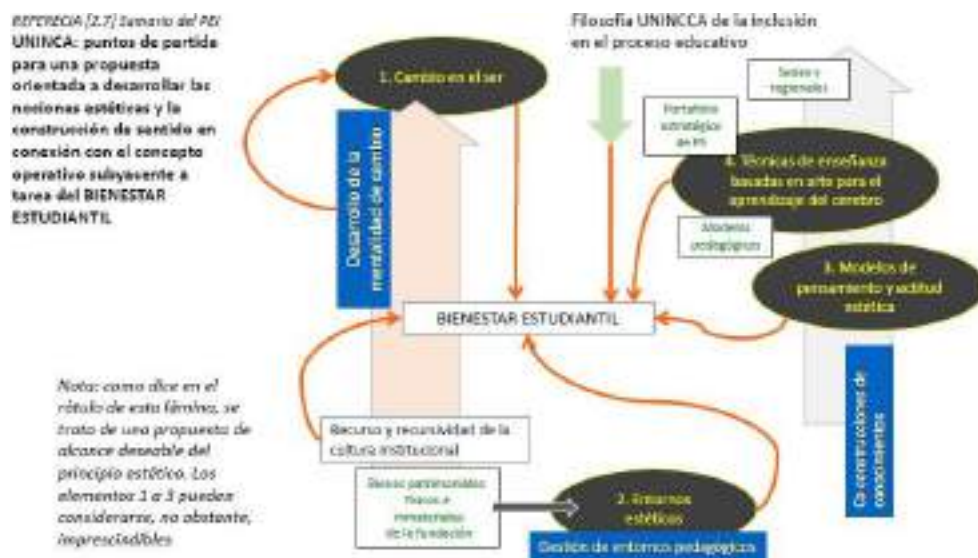 REFERECIA [2.7] Sumario del PEI
UNINCA: puntos de partida
para una propuesta
orientada a desarrollar las
nociones estéticas y la
construcción de sentido en
conexión con el concepto
operativo subyacente a
tarea del BIENESTAR
ESTUDIANTIL
Filosofía UNINCCA de la inclusión
en el proceso educativo
1. Cambio en el ser
Desarrollo de la
mentalidad de camino
Sedes y
regionales
Portafolio
estratégico
de PS
4. Técnicas de enseñanza
basadas en arte para el
aprendizaje del cerebro
Modelos
pedagógicos
3. Modelos de
pensamiento y actitud
estética
BIENESTAR ESTUDIANTIL
Co-construcciones de
conocimientos
Nota: como dice en el
rótulo de esta lámina, se
trata de una propuesta de
alcance deseable del
principio estético. Los
elementos 1 a 3 pueden
considerarse, no obstante,
imprescindibles
Recurso y recursividad de la
cultura institucional
Bienes patrimoniales
físicos e
inmateriales
de la fundación
2. Entornos
estéticos
Gestión de entornos pedagógicos